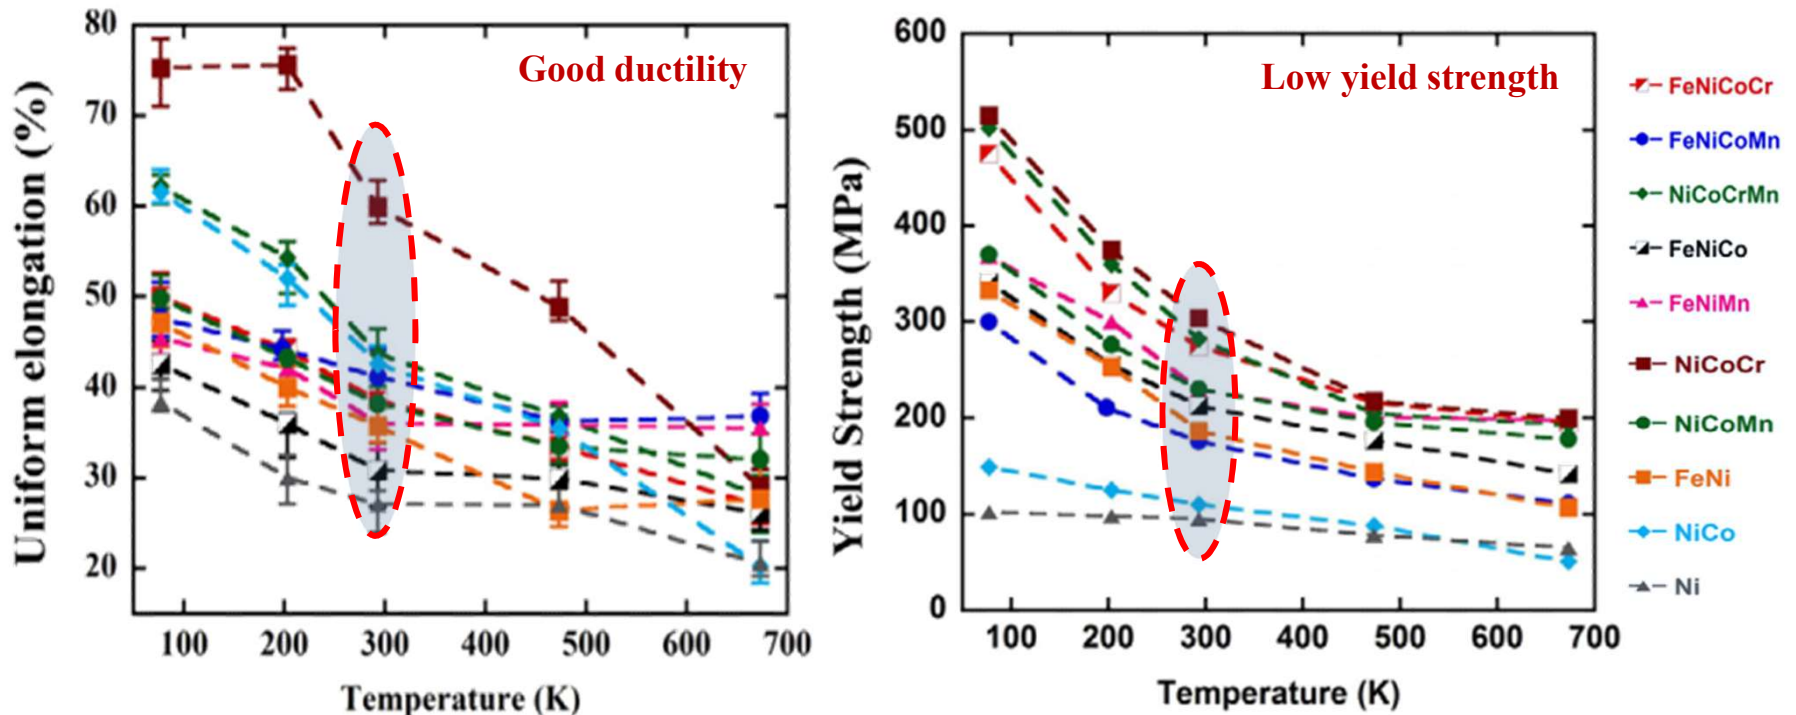 Uniform elongation (%)
80
70
60
50
40
30
20
Good ductility
100
200
300
400
500
600
700
Temperature (K)
Yield Strength (MPa)
600
500
400
300
200
100
0
Low yield strength
100
200
300
400
500
600
700
Temperature (K)
FeNiCoCr
FeNiCoMn
NiCoCrMn
FeNiCo
FeNiMn
NiCoCr
NiCoMn
FeNi
NiCo
Ni